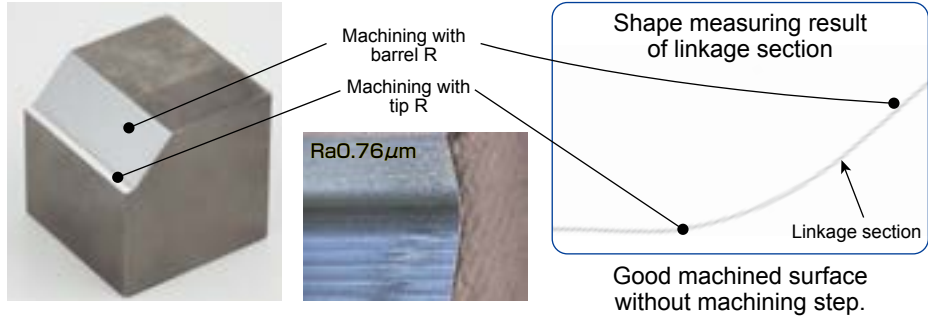 Machining with
barrel R
Machining with
tip R
Ra0.76μm
Shape measuring result
of linkage section
Linkage section
Good machined surface
without machining step.